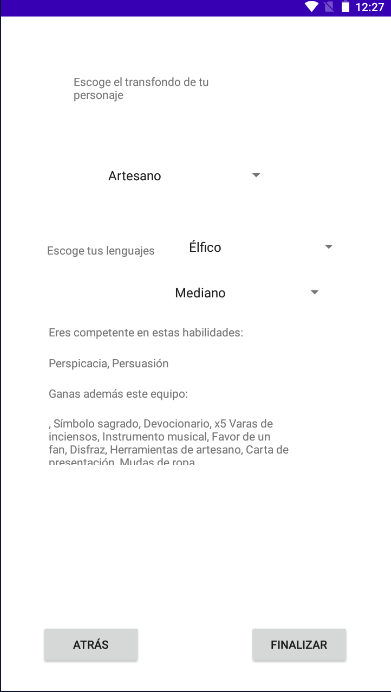 12:27
Escoge el transfondo de tu
personaje
Artesano
Escoge tus lenguajes
Élfico
Mediano
Eres competente en estas habilidades:
Perspicacia, Persuasión
Ganas además este equipo:
, Símbolo sagrado, Devocionario, x5 Varas de
inciensos, Instrumento musical, Favor de un
fan, Disfraz, Herramientas de artesano, Carta de
presentación, Mudas de ropa
ATRÁS
FINALIZAR